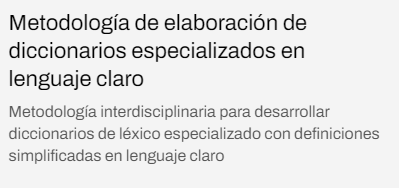 Metodología de elaboración de
diccionarios especializados en
lenguaje claro
Metodología interdisciplinaria para desarrollar
diccionarios de léxico especializado con definiciones
simplificadas en lenguaje claro